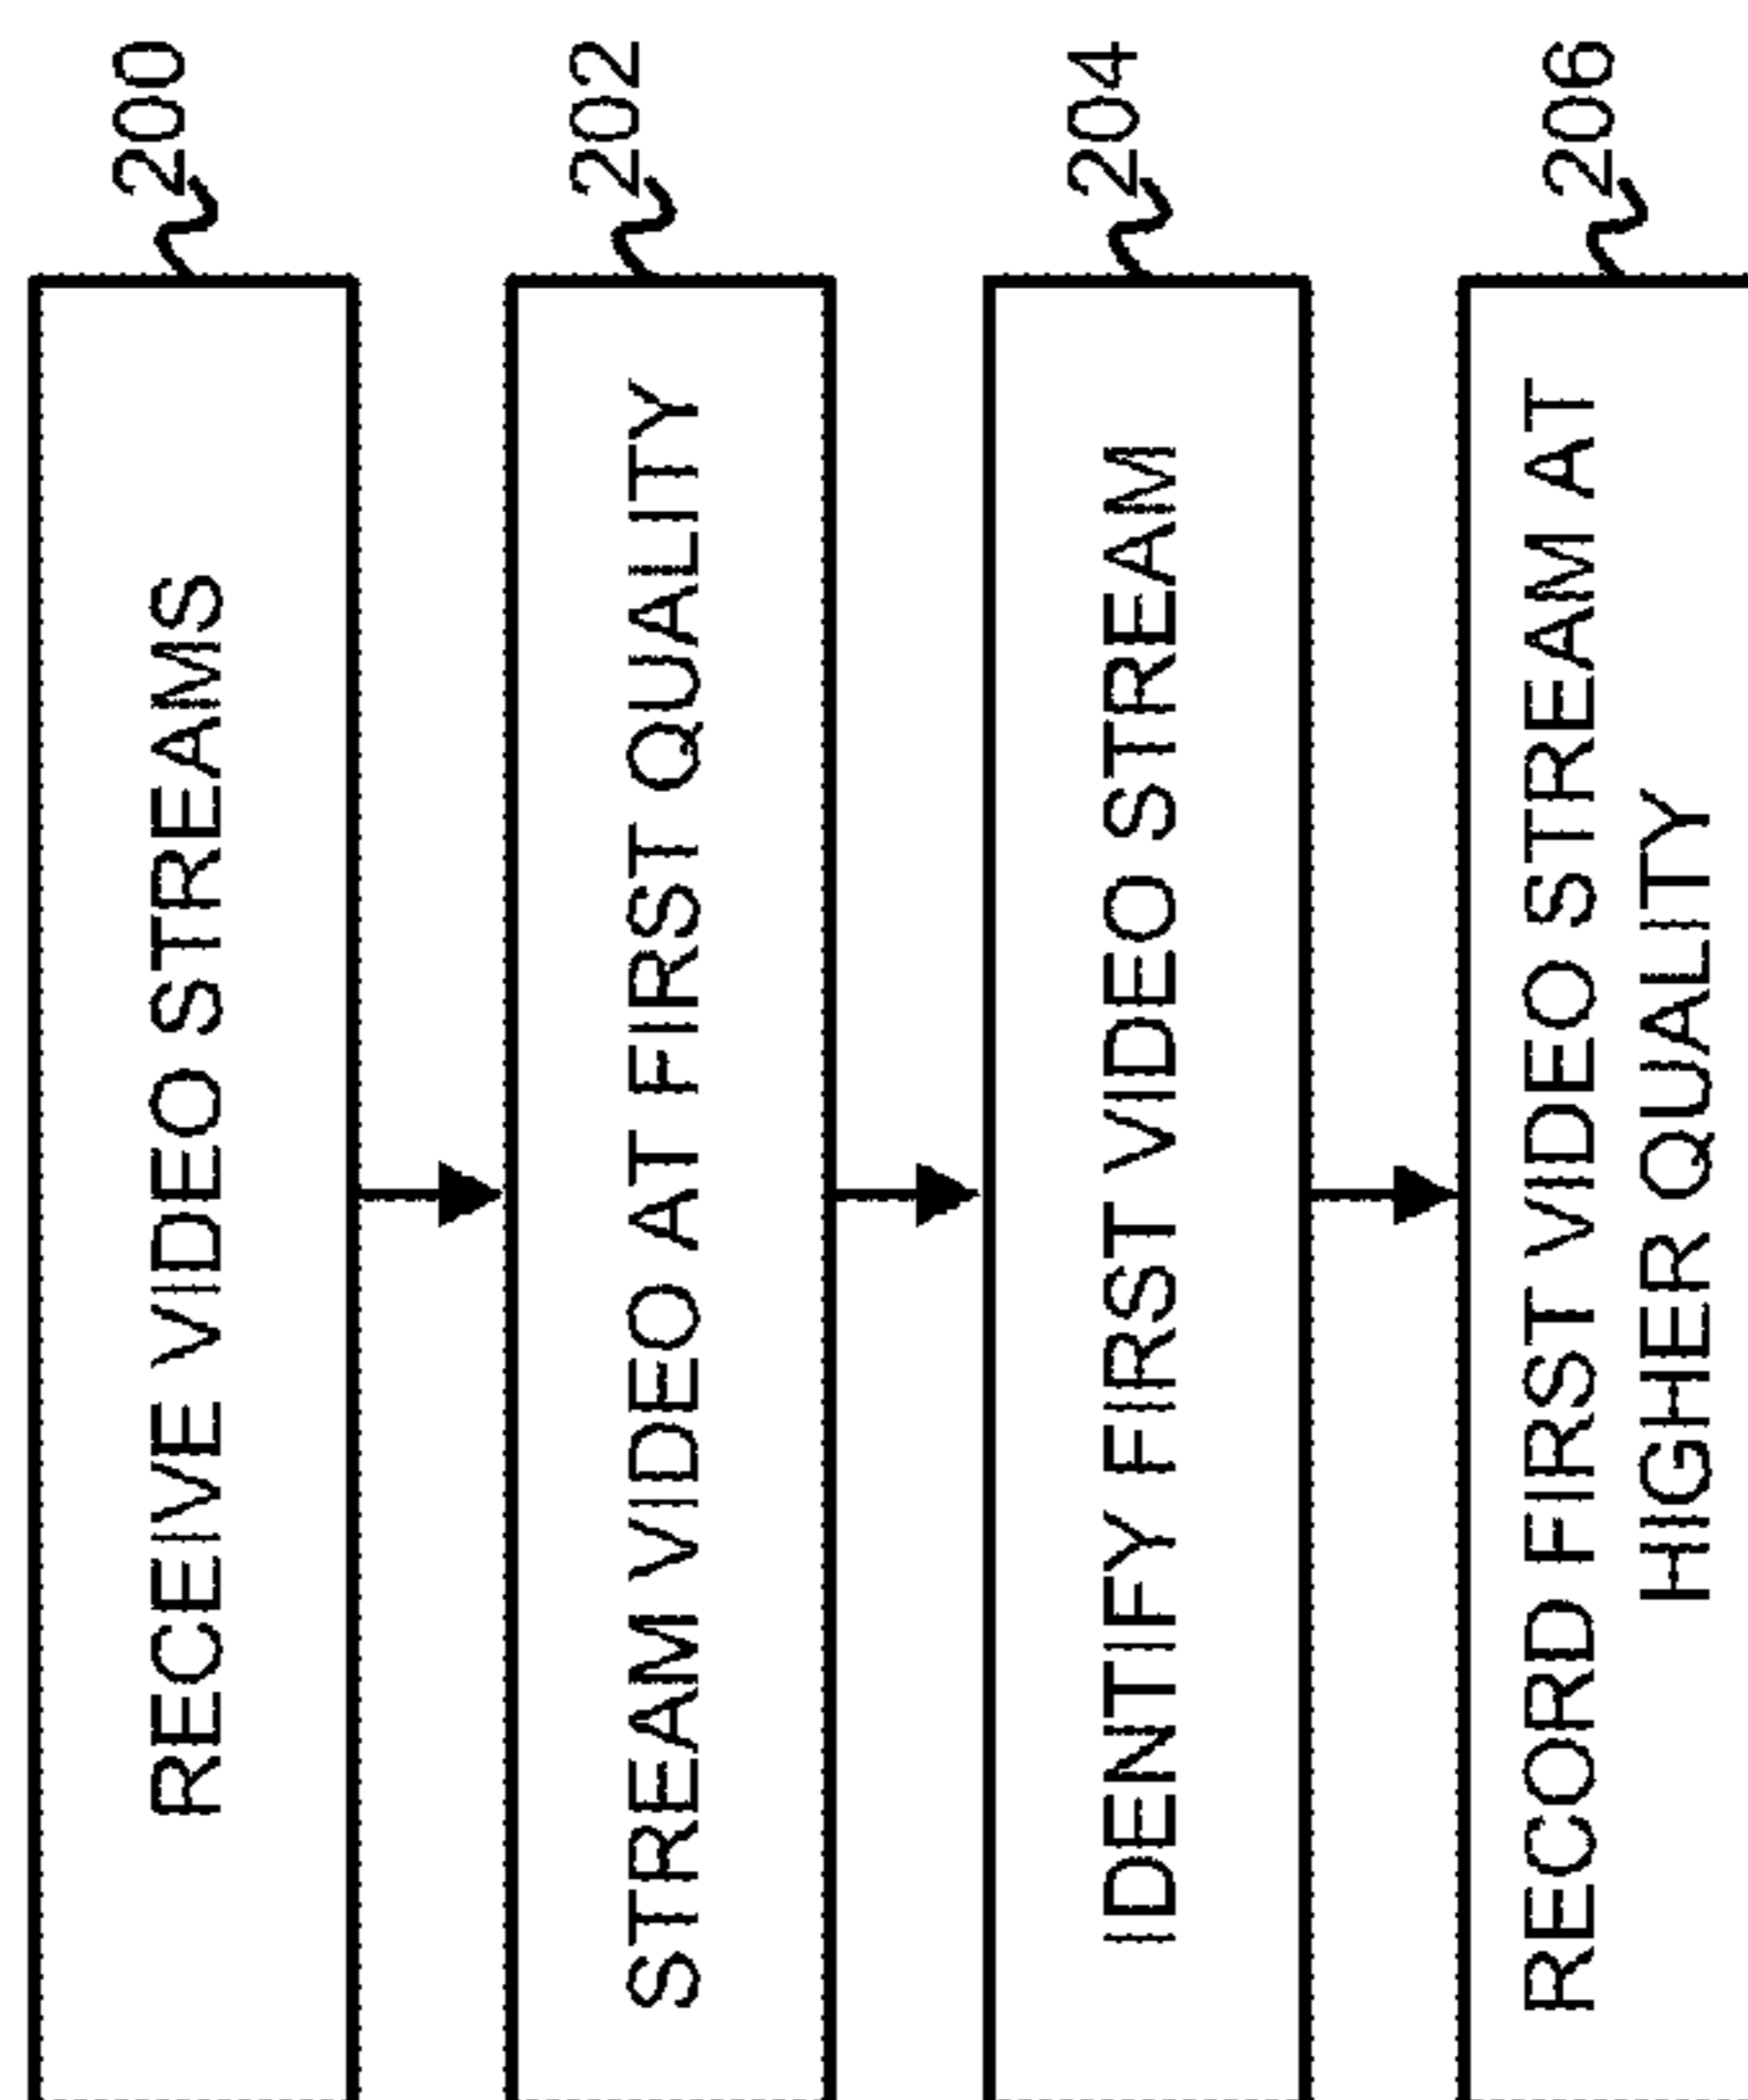 RECEIVE VIDEO STREAMS
200
STREAM VIDEO AT FIRST QUALITY
202
IDENTIFY FIRST VIDEO STREAM
204
RECORD FIRST VIDEO STREAM AT
HIGHER QUALITY
206